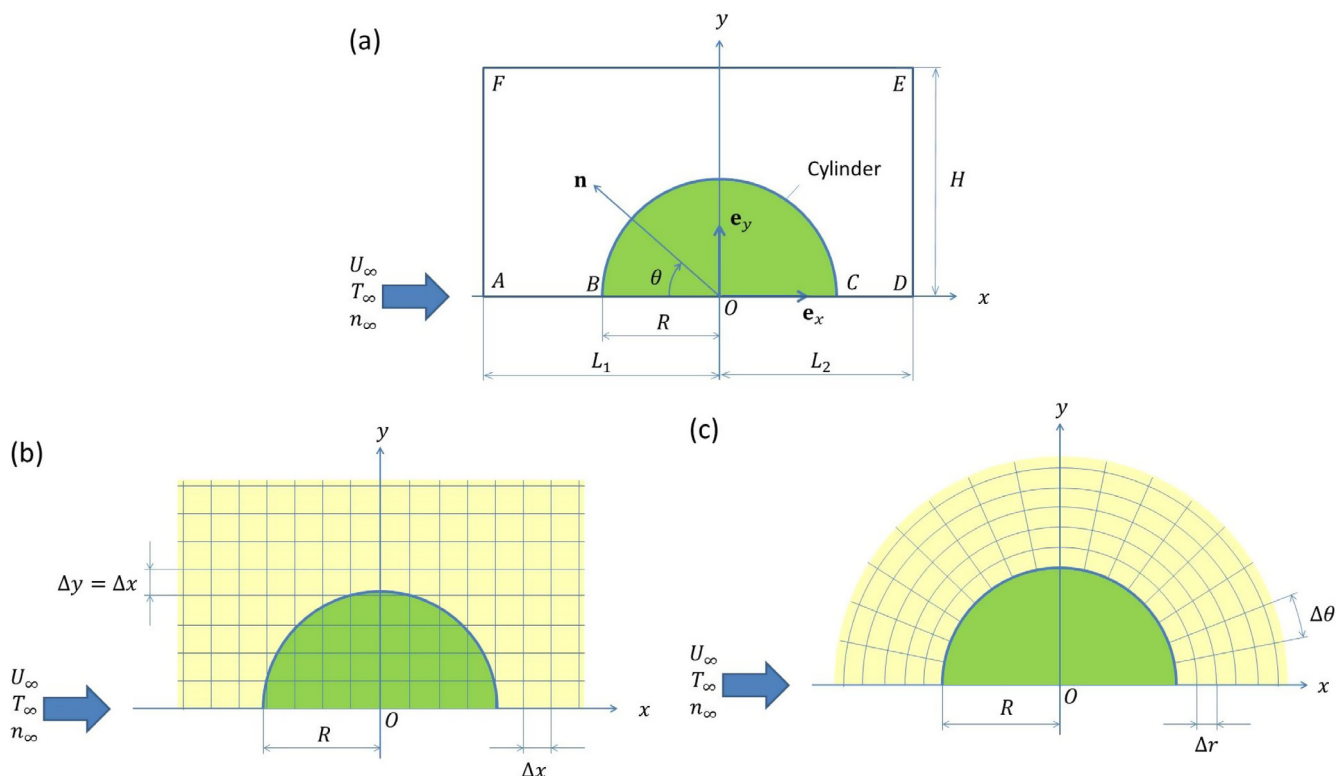 (a)
y
F
E
Cylinder
n
H
e_y
θ
U_∞
T_∞
n_∞
A
B
C
D
O
e_x
x
R
L_1
L_2
(b)
y
Δy = Δx
U_∞
T_∞
n_∞
O
x
R
Δx
(c)
y
Δθ
U_∞
T_∞
n_∞
O
x
R
Δr